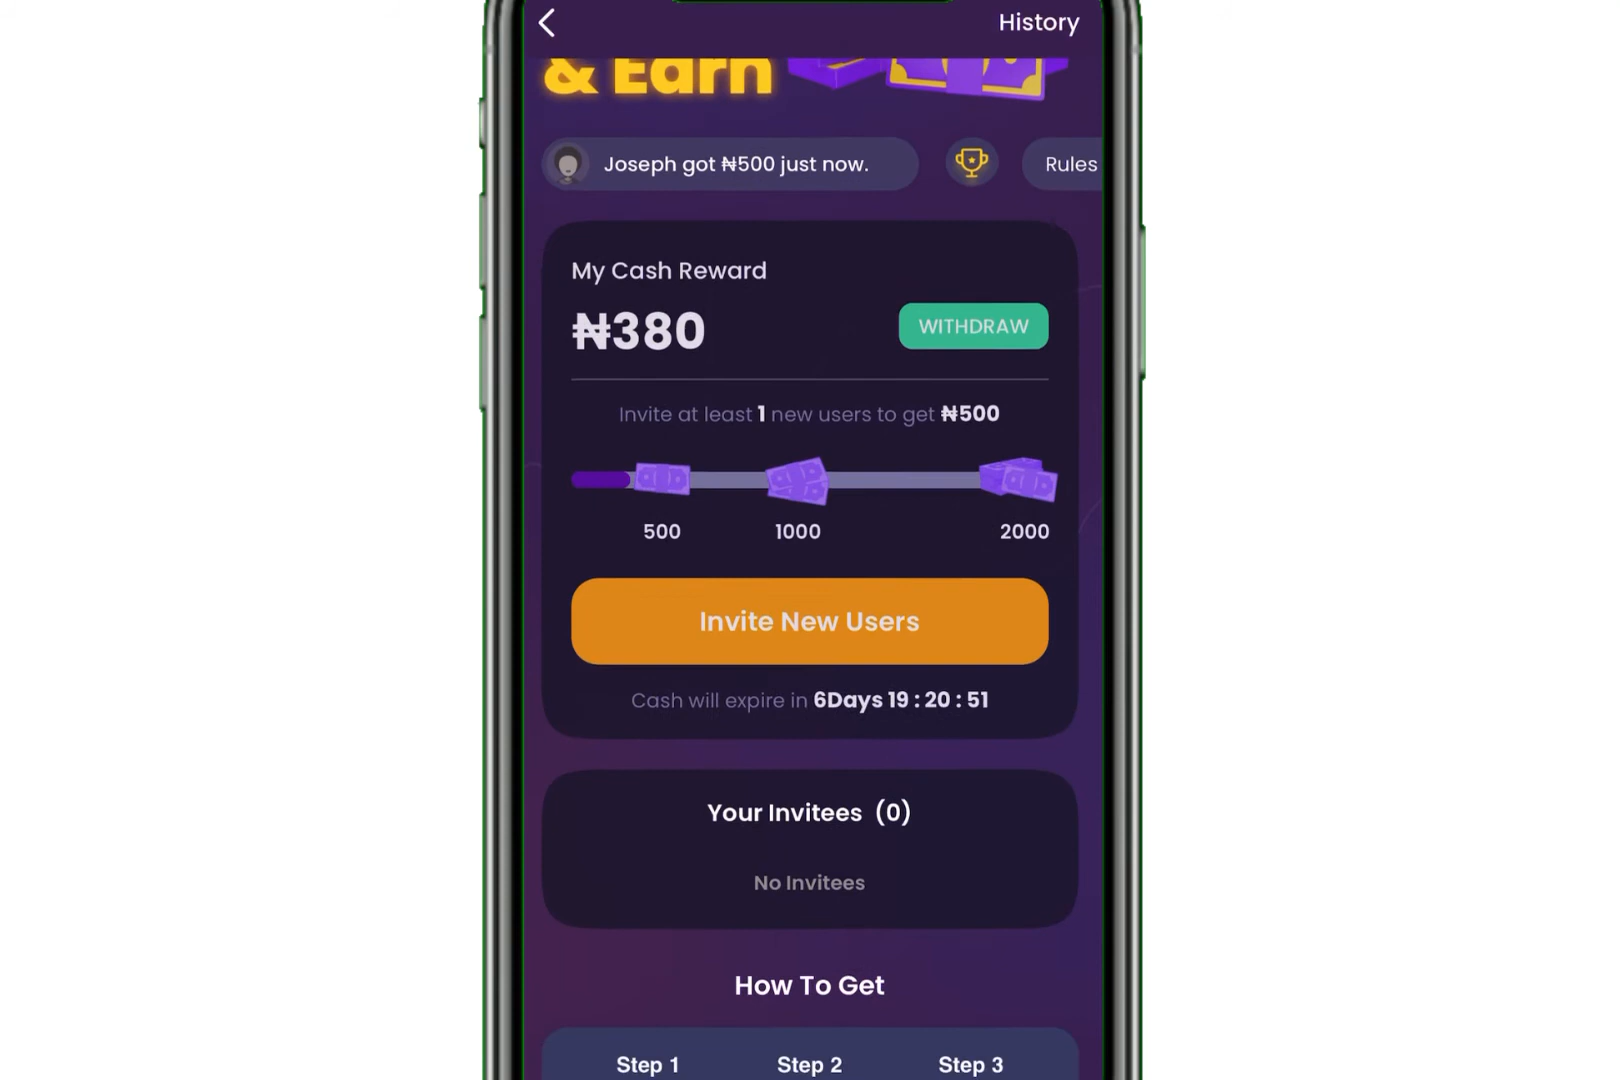 History
& Earn
Joseph got ₦500 just now.
Rules
My Cash Reward
₦380
WITHDRAW
Invite at least 1 new users to get ₦500
500 1000 2000
Invite New Users
Cash will expire in 6Days 19 : 20 : 51
Your Invitees (0)
No Invitees
How To Get
Step 1 Step 2 Step 3